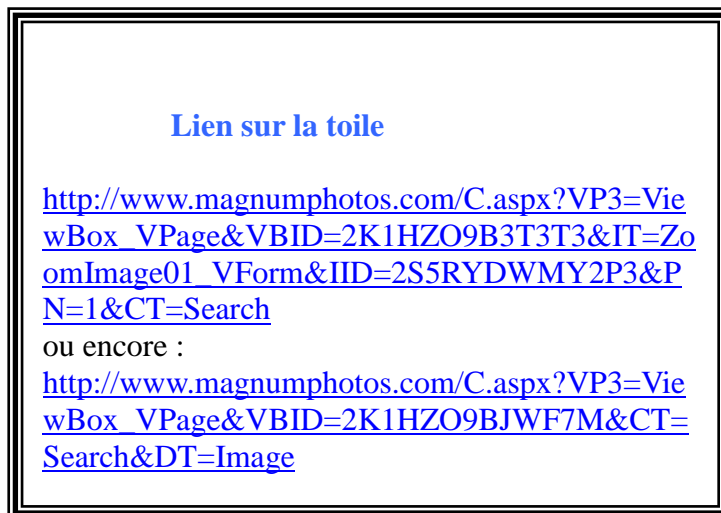 Lien sur la toile
http://www.magnumphotos.com/C.aspx?VP3=Vie
wBox_VPage&VBID=2K1HZO9B3T3T3&IT=Zo
omImage01_VForm&IID=2S5RYDWMY2P3&P
N=1&CT=Search
ou encore :
http://www.magnumphotos.com/C.aspx?VP3=Vie
wBox_VPage&VBID=2K1HZO9BJWF7M&CT=
Search&DT=Image